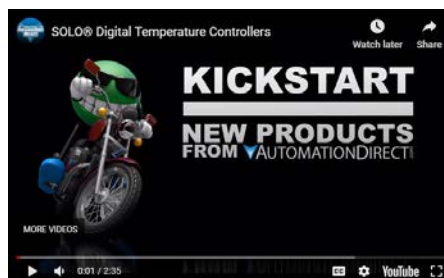 SOLO® Digital Temperature Controllers
Watch later
Share
KICKSTART
NEW PRODUCTS
FROM AUTOMATIONDIRECT
MORE VIDEOS
0:01 / 2:35
CC
YouTube